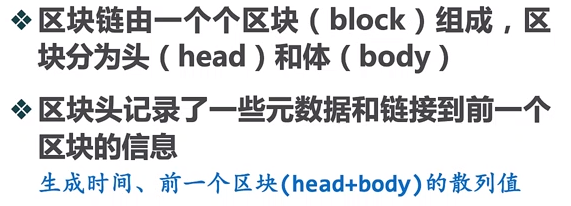 区块链由一个个区块（block）组成，区
块分为头（head）和体（body）
区块头记录了一些元数据和链接到前一个
区块的信息
生成时间、前一个区块(head+body)的散列值